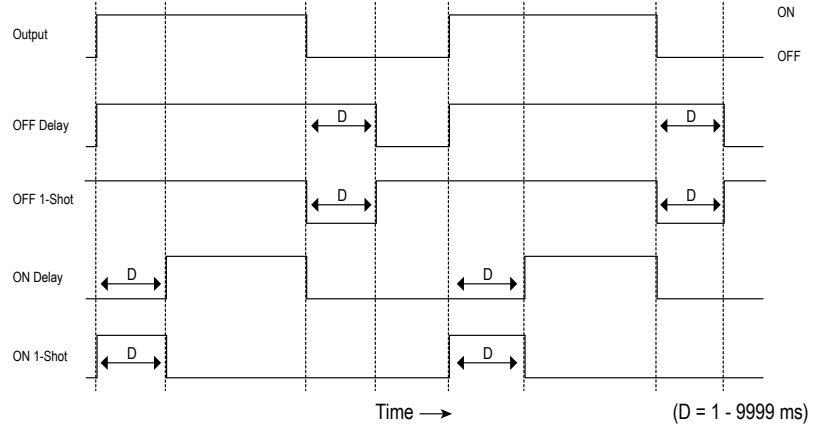 Output
ON
OFF
OFF Delay
D
D
OFF 1-Shot
D
D
ON Delay
D
D
ON 1-Shot
D
D
Time →
(D = 1 - 9999 ms)